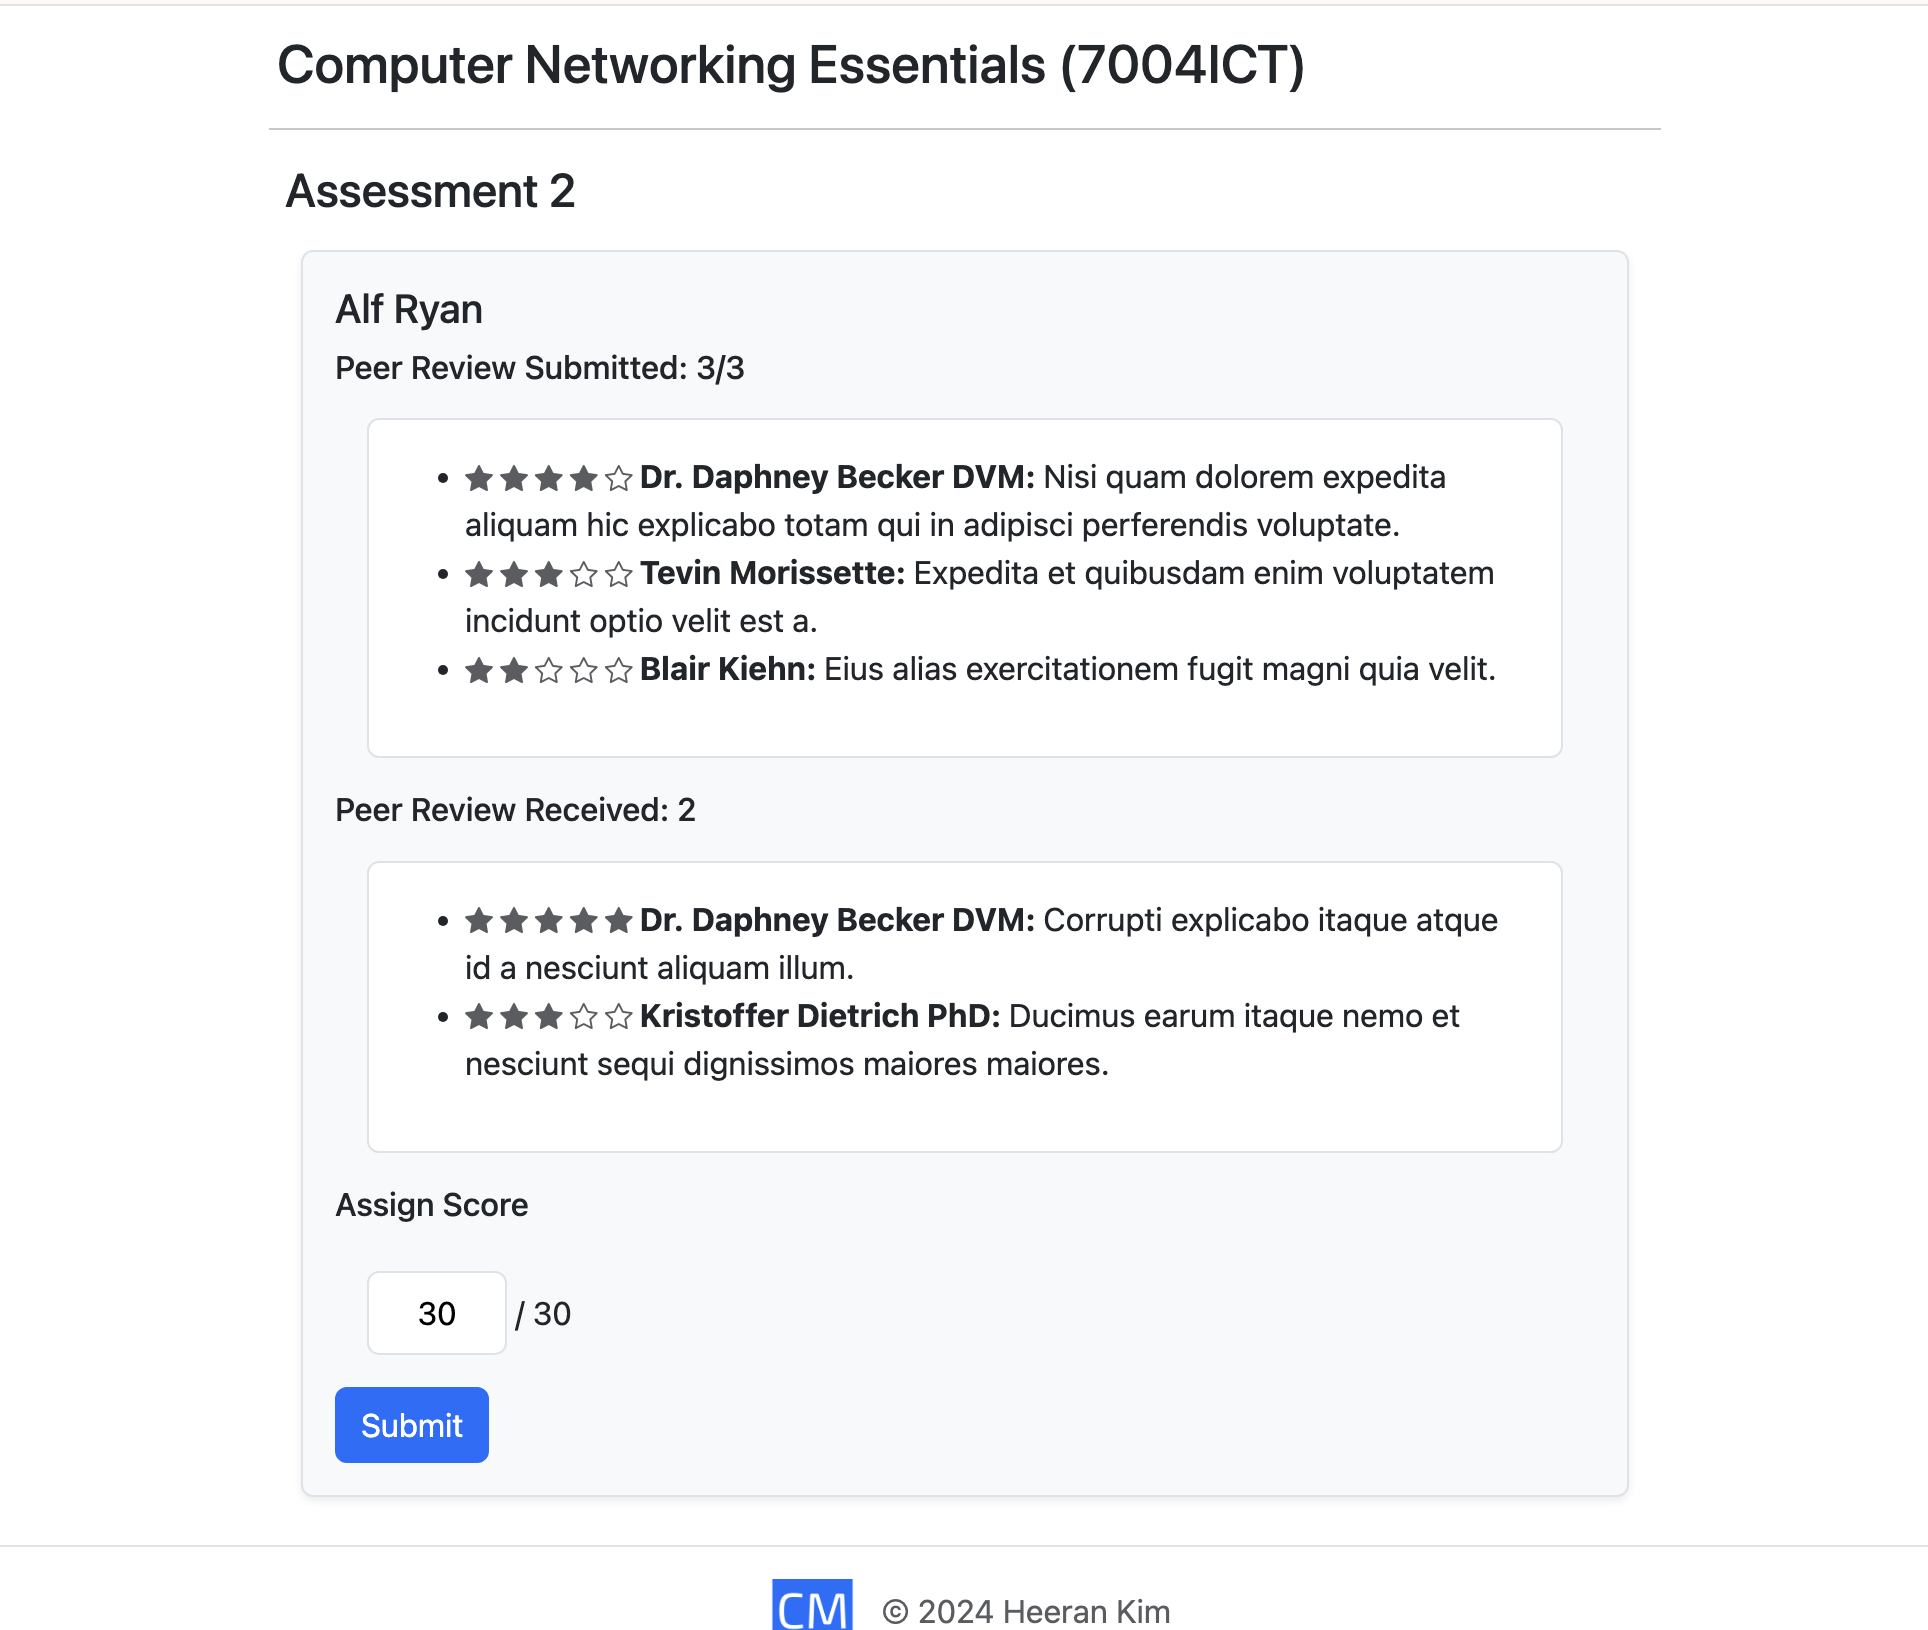 Computer Networking Essentials (7004ICT)
Assessment 2
Alf Ryan
Peer Review Submitted: 3/3
• ★★★★☆ Dr. Daphney Becker DVM: Nisi quam dolorem expedita
aliquam hic explicabo totam qui in adipisci perferendis voluptate.
• ★★★☆☆ Tevin Morissette: Expedita et quibusdam enim voluptatem
incidunt optio velit est a.
• ★★☆☆☆ Blair Kiehn: Eius alias exercitationem fugit magni quia velit.
Peer Review Received: 2
• ★★★★★ Dr. Daphney Becker DVM: Corrupti explicabo itaque atque
id a nesciunt aliquam illum.
• ★★★☆☆ Kristoffer Dietrich PhD: Ducimus earum itaque nemo et
nesciunt sequi dignissimos maiores maiores.
Assign Score
30 / 30
Submit
CM © 2024 Heeran Kim